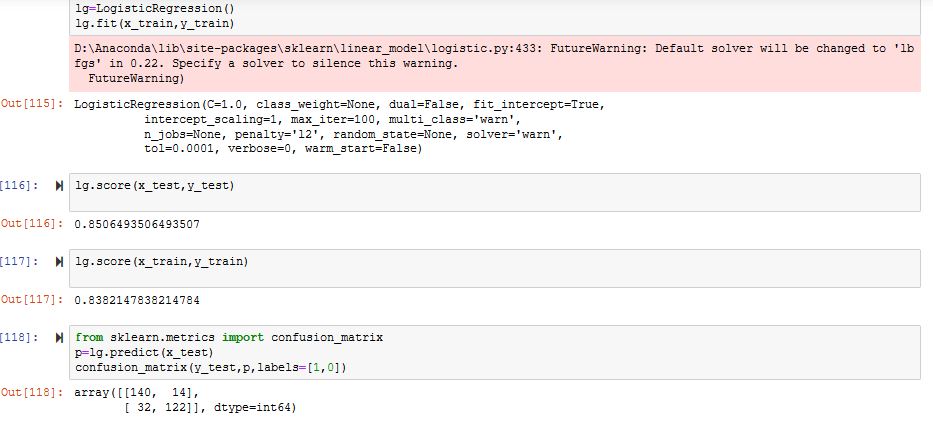 lg=LogisticRegression()
lg.fit(x_train,y_train)
D:\Anaconda\lib\site-packages\sklearn\linear_model\logistic.py:433: FutureWarning: Default solver will be changed to 'lb
fgs' in 0.22. Specify a solver to silence this warning.
  FutureWarning)
Out[115]: LogisticRegression(C=1.0, class_weight=None, dual=False, fit_intercept=True,
          intercept_scaling=1, max_iter=100, multi_class='warn',
          n_jobs=None, penalty='l2', random_state=None, solver='warn',
          tol=0.0001, verbose=0, warm_start=False)
[116]: lg.score(x_test,y_test)
Out[116]: 0.8506493506493507
[117]: lg.score(x_train,y_train)
Out[117]: 0.8382147838214784
[118]: from sklearn.metrics import confusion_matrix
p=lg.predict(x_test)
confusion_matrix(y_test,p,labels=[1,0])
Out[118]: array([[140,  14],
       [ 32, 122]], dtype=int64)